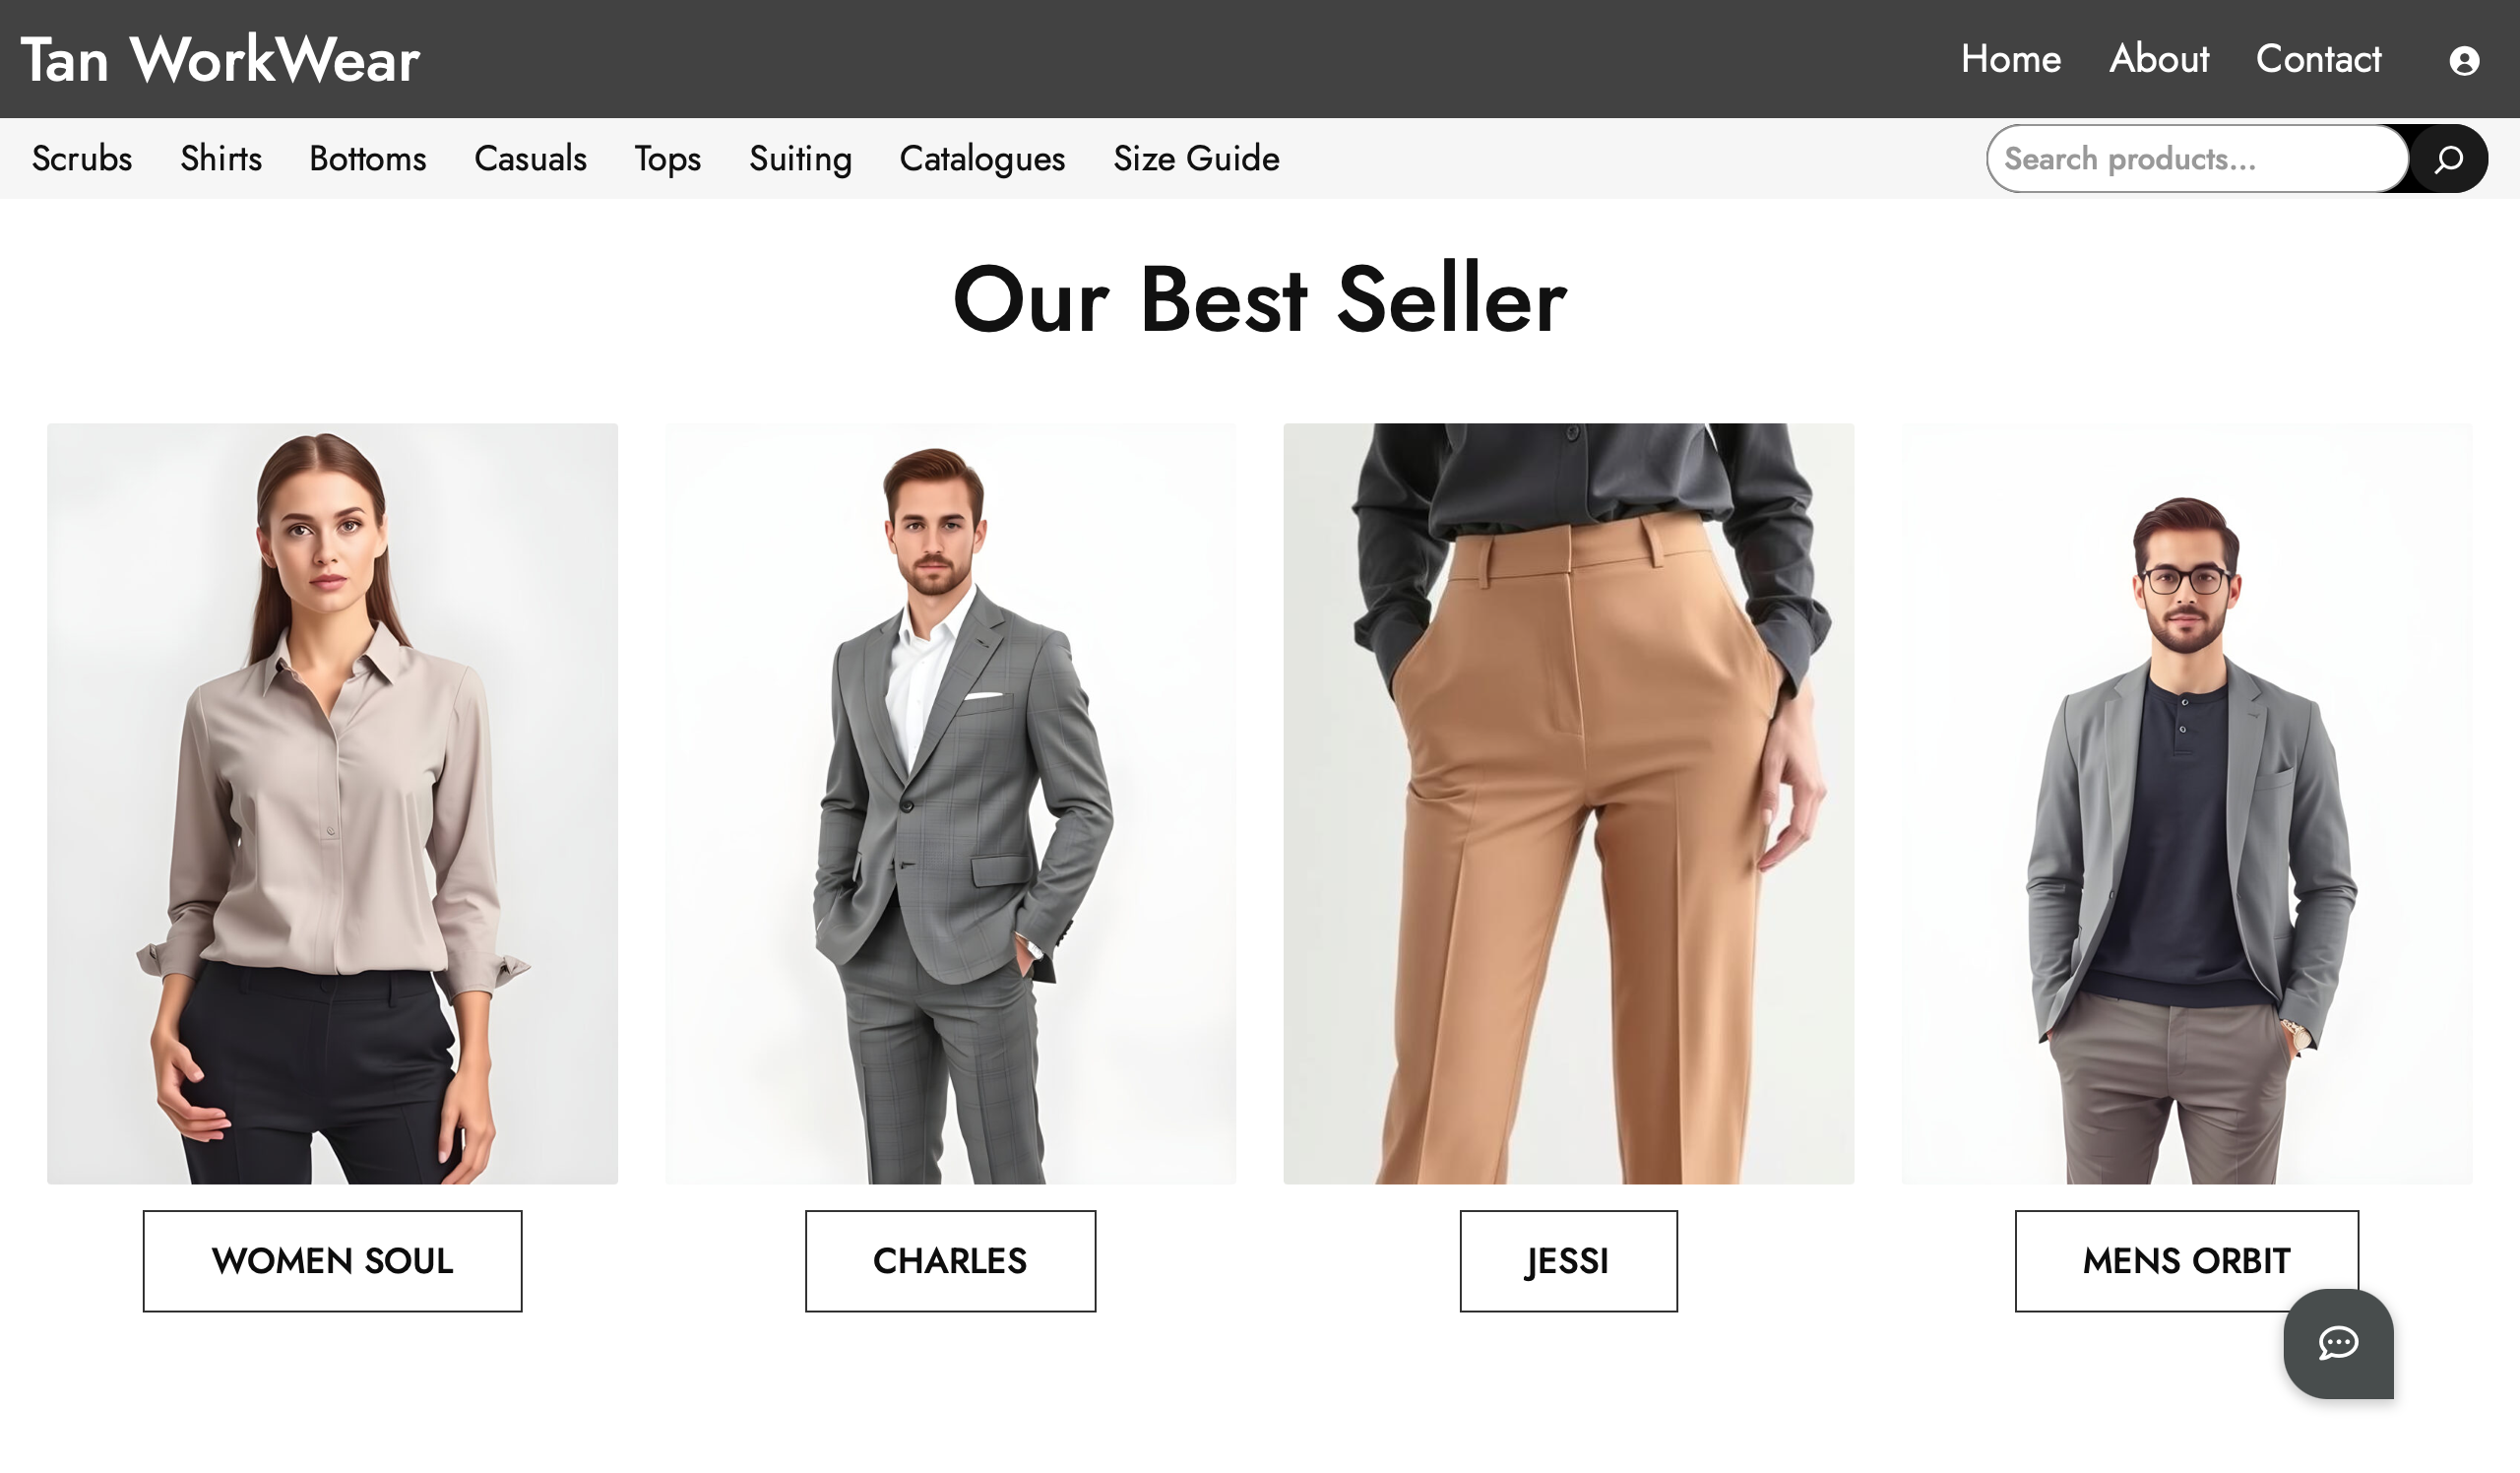 Tan WorkWear
Home About Contact
Scrubs Shirts Bottoms Casuals Tops Suiting Catalogues Size Guide
Search products...
Our Best Seller
WOMEN SOUL
CHARLES
JESSI
MENS ORBIT